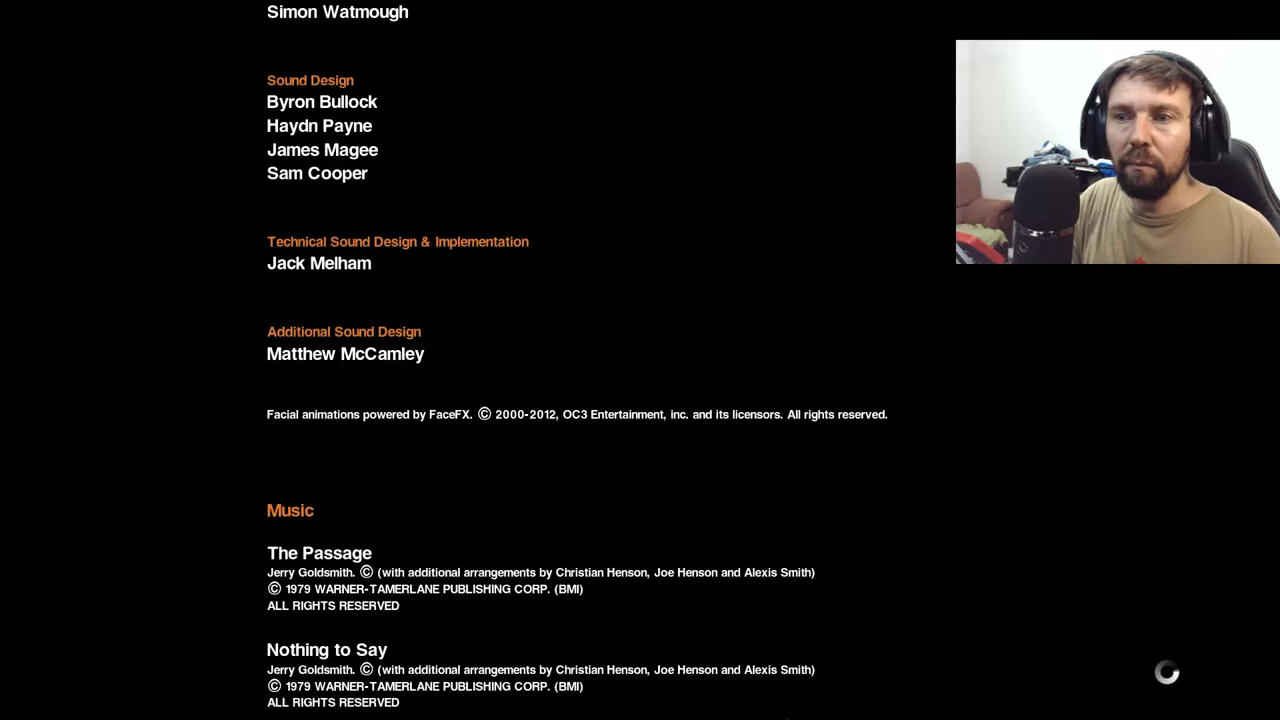 Simon Watmough
Sound Design
Byron Bullock
Haydn Payne
James Magee
Sam Cooper
Technical Sound Design & Implementation
Jack Melham
Additional Sound Design
Matthew McCamley
Facial animations powered by FaceFX. © 2000-2012, OC3 Entertainment, inc. and its licensors. All rights reserved.
Music
The Passage
Jerry Goldsmith. © (with additional arrangements by Christian Henson, Joe Henson and Alexis Smith)
© 1979 WARNER-TAMERLANE PUBLISHING CORP. (BMI)
ALL RIGHTS RESERVED
Nothing to Say
Jerry Goldsmith. © (with additional arrangements by Christian Henson, Joe Henson and Alexis Smith)
© 1979 WARNER-TAMERLANE PUBLISHING CORP. (BMI)
ALL RIGHTS RESERVED